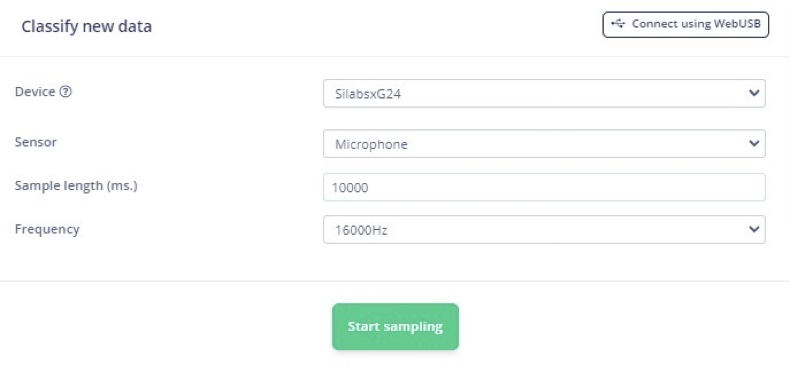 Classify new data
Connect using WebUSB
Device
SilabsxG24
Sensor
Microphone
Sample length (ms.)
10000
Frequency
16000Hz
Start sampling